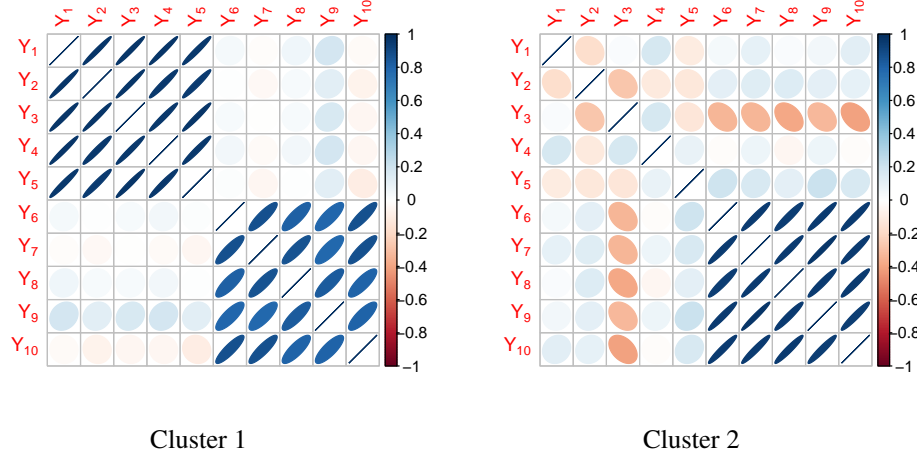 Y1 Y2 Y3 Y4 Y5 Y6 Y7 Y8 Y9 Y10
Y1
Y2
Y3
Y4
Y5
Y6
Y7
Y8
Y9
Y10
1
0.8
0.6
0.4
0.2
0
-0.2
-0.4
-0.6
-0.8
-1
Cluster 1
Y1 Y2 Y3 Y4 Y5 Y6 Y7 Y8 Y9 Y10
Y1
Y2
Y3
Y4
Y5
Y6
Y7
Y8
Y9
Y10
1
0.8
0.6
0.4
0.2
0
-0.2
-0.4
-0.6
-0.8
-1
Cluster 2